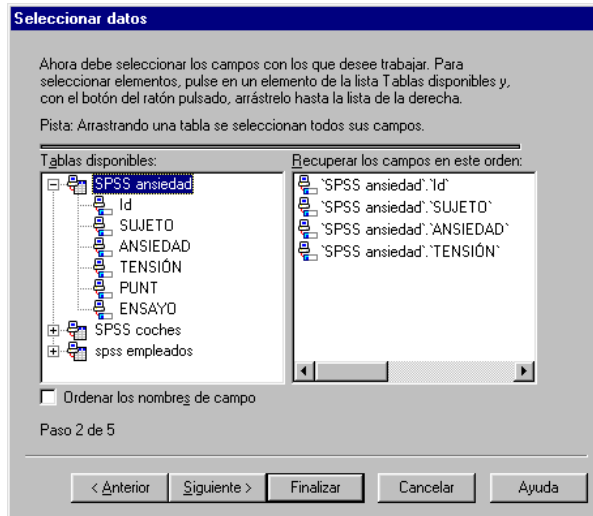 Seleccionar datos
Ahora debe seleccionar los campos con los que desee trabajar. Para
seleccionar elementos, pulse en un elemento de la lista Tablas disponibles y,
con el botón del ratón pulsado, arrástrelo hasta la lista de la derecha.
Pista: Arrastrando una tabla se seleccionan todos sus campos.
Tablas disponibles:
SPSS ansiedad
Id
SUJETO
ANSIEDAD
TENSIÓN
PUNT
ENSAYO
SPSS coches
spss empleados
Recuperar los campos en este orden:
`SPSS ansiedad`.`Id`
`SPSS ansiedad`.`SUJETO`
`SPSS ansiedad`.`ANSIEDAD`
`SPSS ansiedad`.`TENSIÓN`
Ordenar los nombres de campo
Paso 2 de 5
< Anterior
Siguiente >
Finalizar
Cancelar
Ayuda